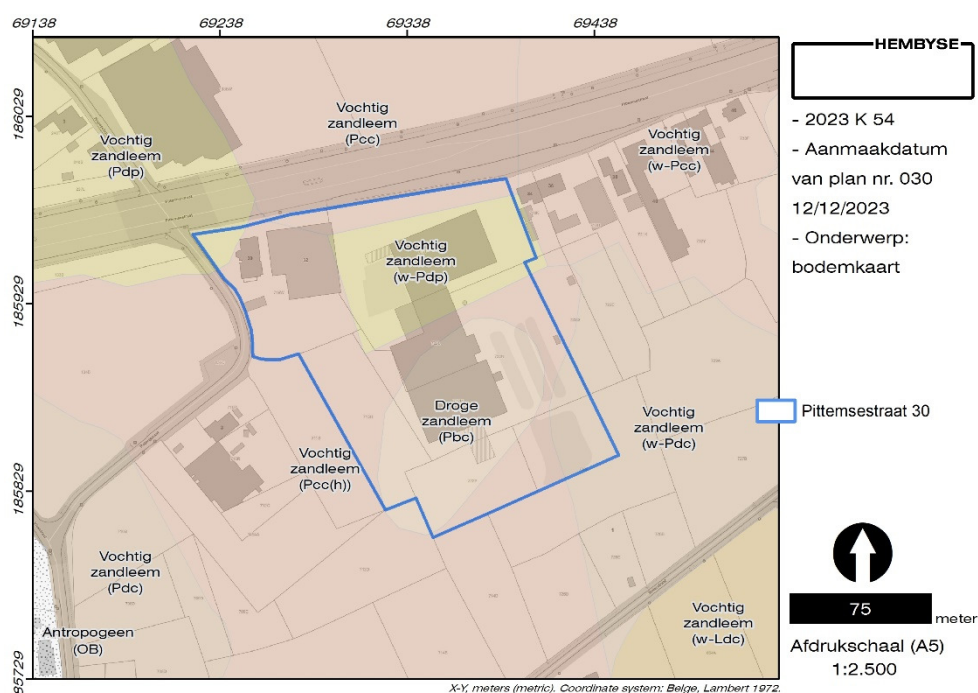 69138
69238
69338
69438
186029
185929
185829
185729
Vochtig
zandleem
(Pcc)
Vochtig
zandleem
(Pdp)
Vochtig
zandleem
(w-Pcc)
Vochtig
zandleem
(w-Pdp)
Droge
zandleem
(Pbc)
Vochtig
zandleem
(w-Pdc)
Vochtig
zandleem
(Pcc(h))
Vochtig
zandleem
(Pdc)
Antropogeen
(OB)
Vochtig
zandleem
(w-Ldc)
X-Y, meters (metric). Coordinate system: Belge, Lambert 1972.
HEMBYSE
- 2023 K 54
- Aanmaakdatum
van plan nr. 030
12/12/2023
- Onderwerp:
bodemkaart
Pittemsestraat 30
75
meter
Afdrukschaal (A5)
1:2.500